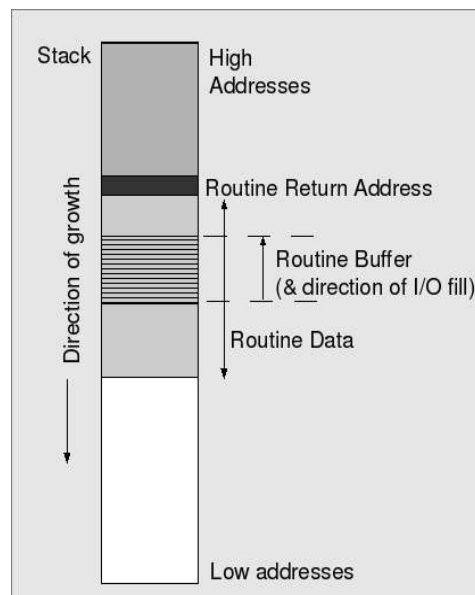 Stack
High
Addresses
Routine Return Address
Direction of growth
Routine Buffer
(& direction of I/O fill)
Routine Data
Low addresses